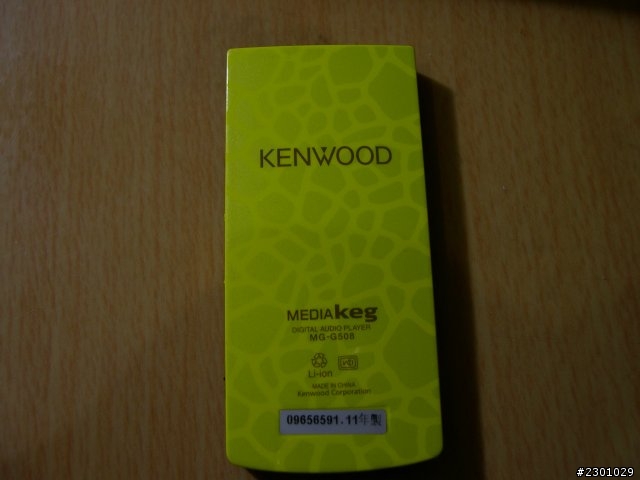 KENWOOD
MEDIAkeg
DIGITAL AUDIO PLAYER
MG-G508
Li-ion
MADE IN CHINA
Kenwood Corporation
09656591.11年製
#2301029